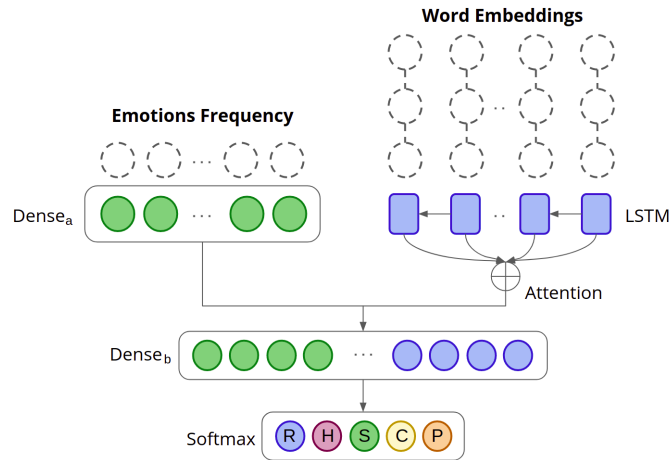 Word Embeddings
Emotions Frequency
...
..
Dense a
...
..
LSTM
Attention
Dense b
...
Softmax R H S C P